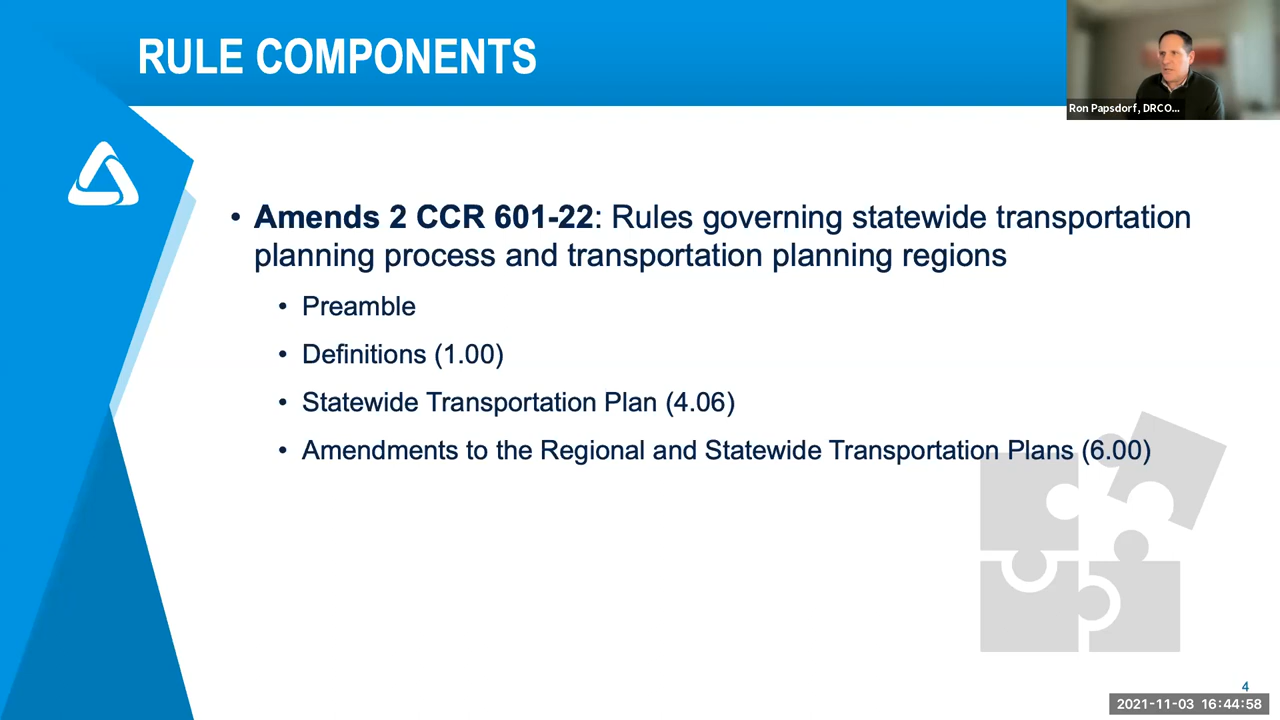 RULE COMPONENTS
Ron Papsdorf, DRCO...
• Amends 2 CCR 601-22: Rules governing statewide transportation
planning process and transportation planning regions
• Preamble
• Definitions (1.00)
• Statewide Transportation Plan (4.06)
• Amendments to the Regional and Statewide Transportation Plans (6.00)
4
2021-11-03 16:44:58